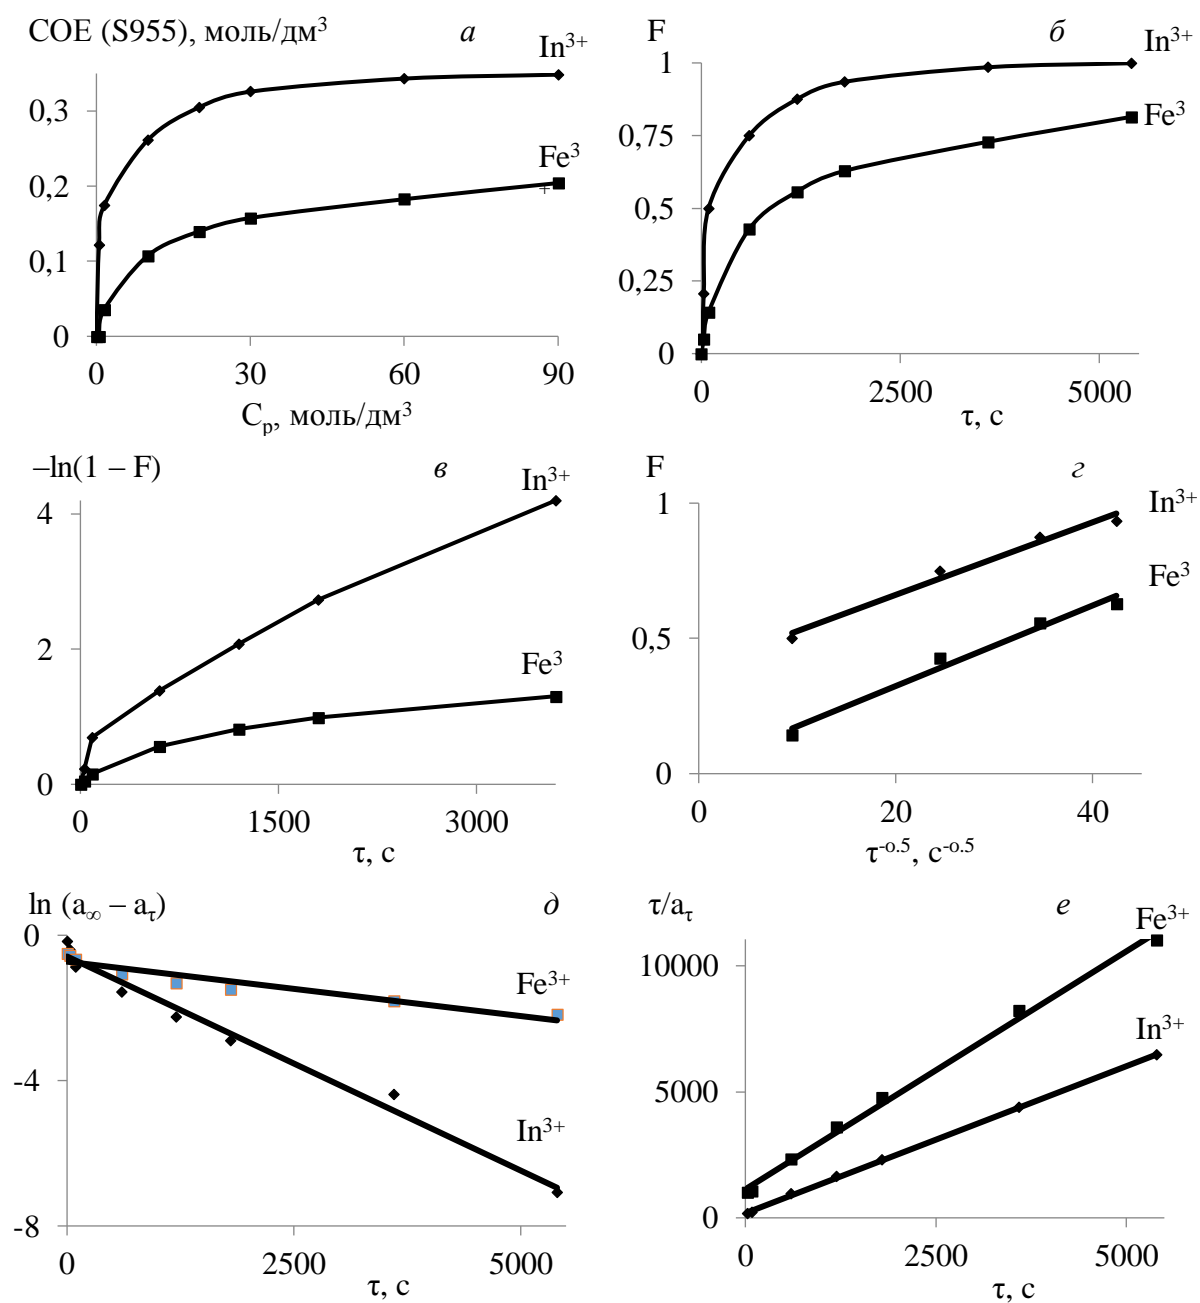 СОЕ (S955), моль/дм³ а
In³⁺
0,3
Fe³
+
0,2
0,1
0
0 30 60 90
Cₚ, моль/дм³
F б
In³⁺
1
Fe³
0,75
0,5
0,25
0
0 2500 5000
τ, с
–ln(1 – F) в
In³⁺
4
2
Fe³
0
0 1500 3000
τ, с
F г
1
In³⁺
Fe³
0,5
0
0 20 40
τ⁻⁰·⁵, с⁻⁰·⁵
ln (a∞ – aτ) д
0
Fe³⁺
-4
In³⁺
-8
0 2500 5000
τ, с
τ/aτ е
Fe³⁺
10000
In³⁺
5000
0
0 2500 5000
τ, с